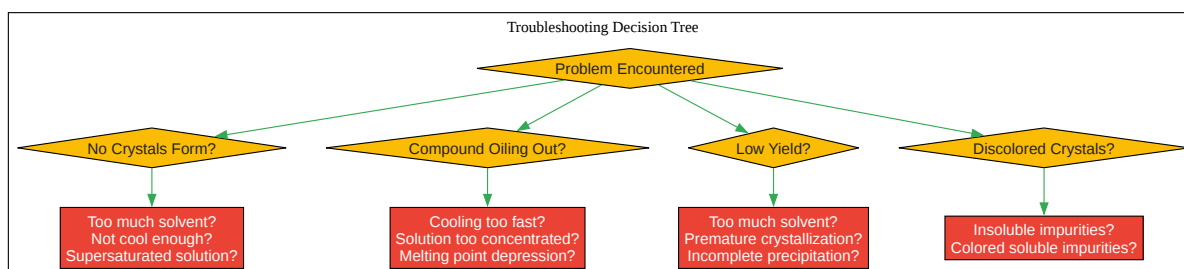 Troubleshooting Decision Tree
Problem Encountered
No Crystals Form?
Compound Oiling Out?
Low Yield?
Discolored Crystals?
Too much solvent?
Not cool enough?
Supersaturated solution?
Cooling too fast?
Solution too concentrated?
Melting point depression?
Too much solvent?
Premature crystallization?
Incomplete precipitation?
Insoluble impurities?
Colored soluble impurities?